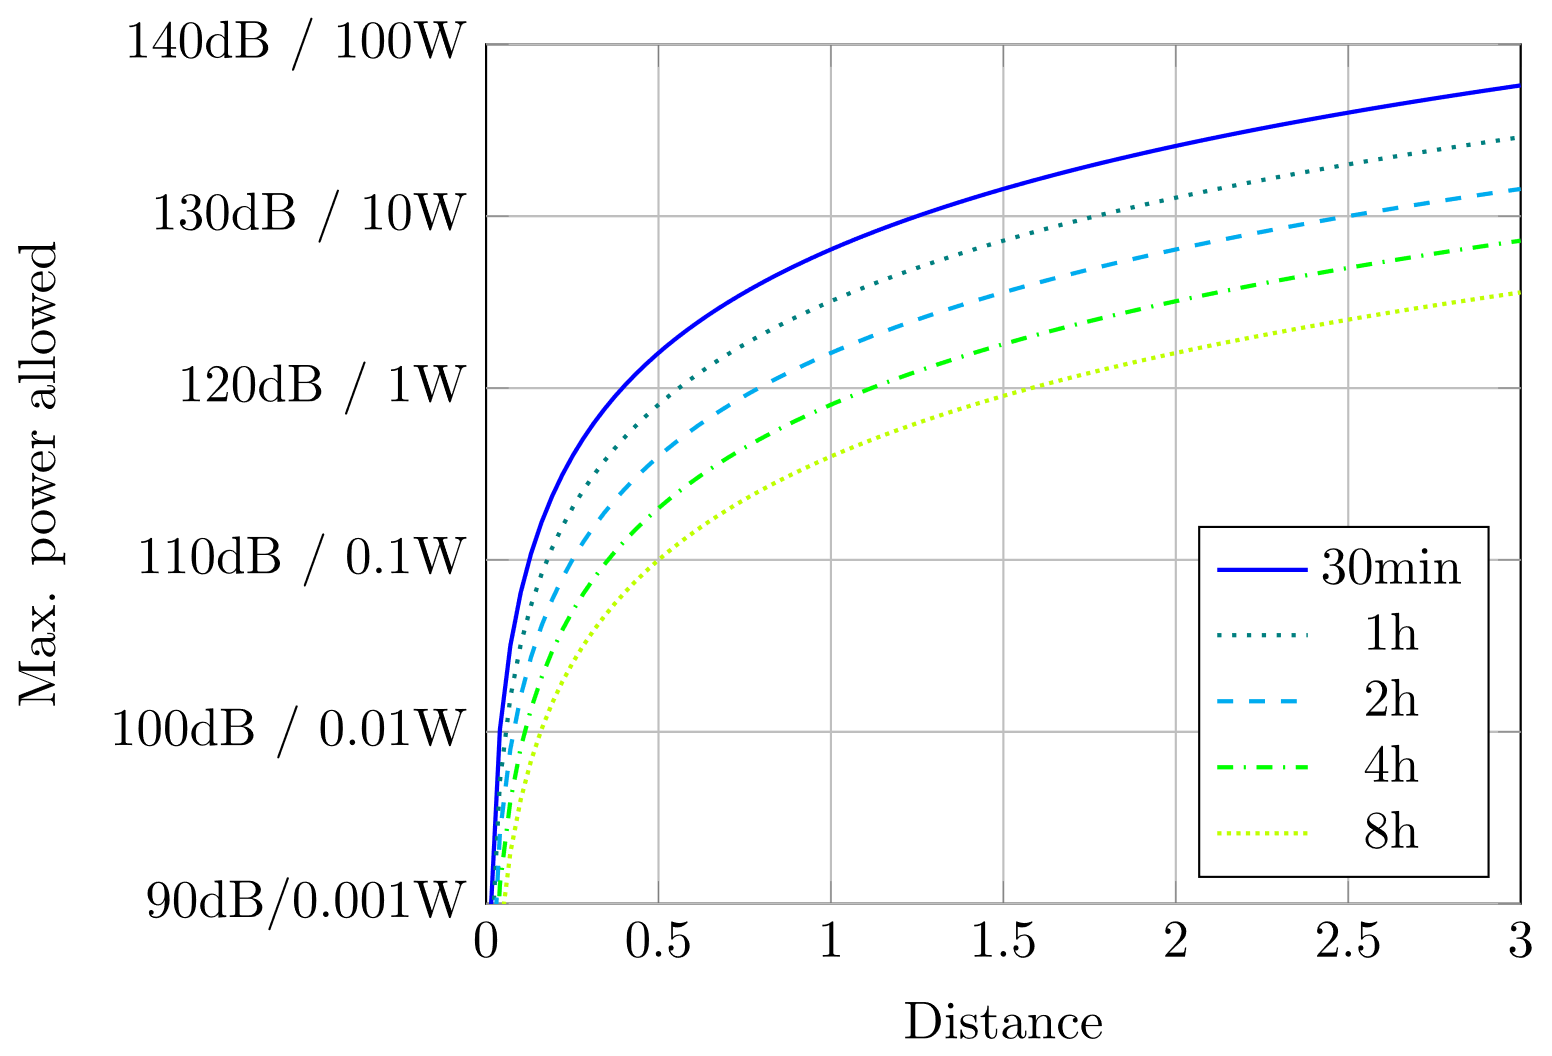 140dB / 100W
130dB / 10W
120dB / 1W
110dB / 0.1W
100dB / 0.01W
90dB/0.001W
Max. power allowed
0 0.5 1 1.5 2 2.5 3
Distance
30min
1h
2h
4h
8h